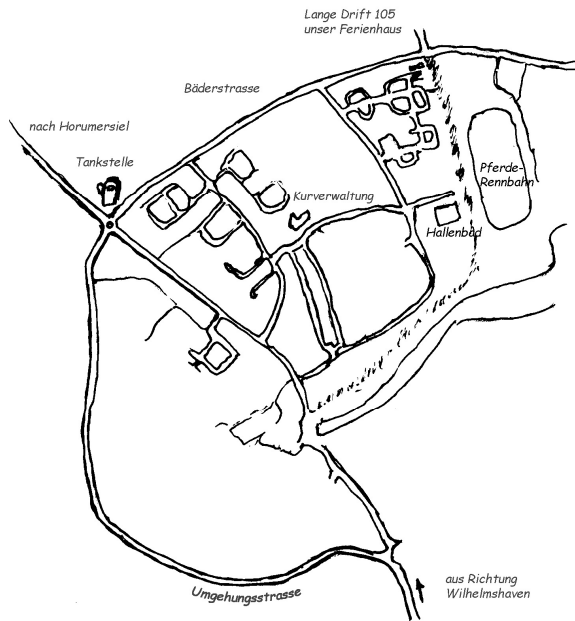 Lange Drift 105
unser Ferienhaus
Bäderstrasse
nach Horumersiel
Tankstelle
Pferde-
Rennbahn
Kurverwaltung
Hallenbad
aus Richtung
Wilhelmshaven
Umgehungsstrasse